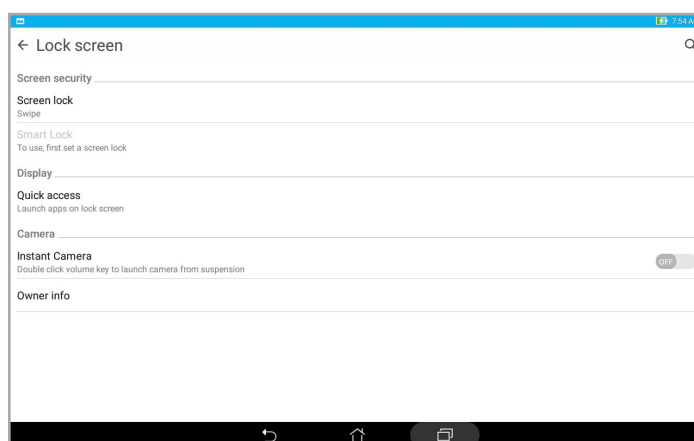 7:54 A
Lock screen
Screen security
Screen lock
Swipe
Smart Lock
To use, first set a screen lock
Display
Quick access
Launch apps on lock screen
Camera
Instant Camera
Double click volume key to launch camera from suspension
OFF
Owner info